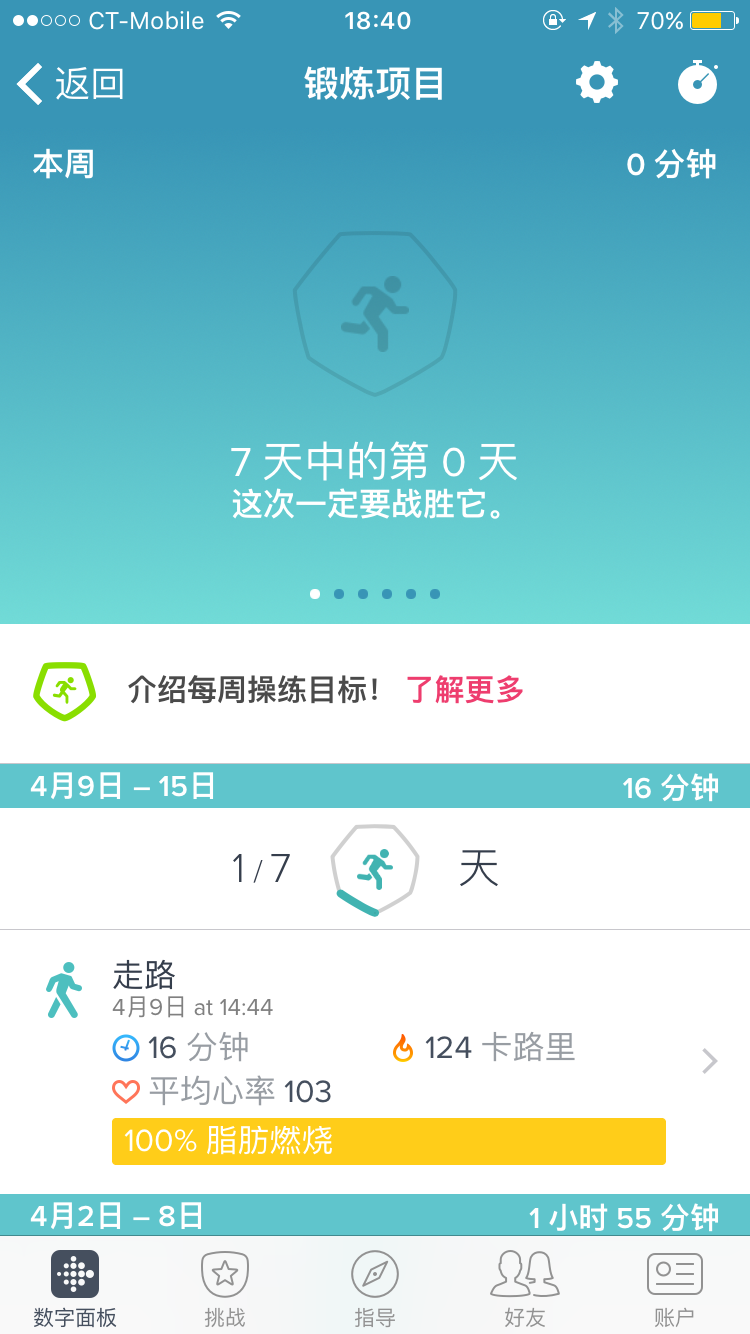 CT-Mobile 18:40 70%
返回 锻炼项目
本周 0 分钟
7 天中的第 0 天
这次一定要战胜它。
介绍每周操练目标！ 了解更多
4月9日 – 15日 16 分钟
1 / 7 天
走路
4月9日 at 14:44
16 分钟 124 卡路里
平均心率 103
100% 脂肪燃烧
4月2日 – 8日 1 小时 55 分钟
数字面板 挑战 指导 好友 账户